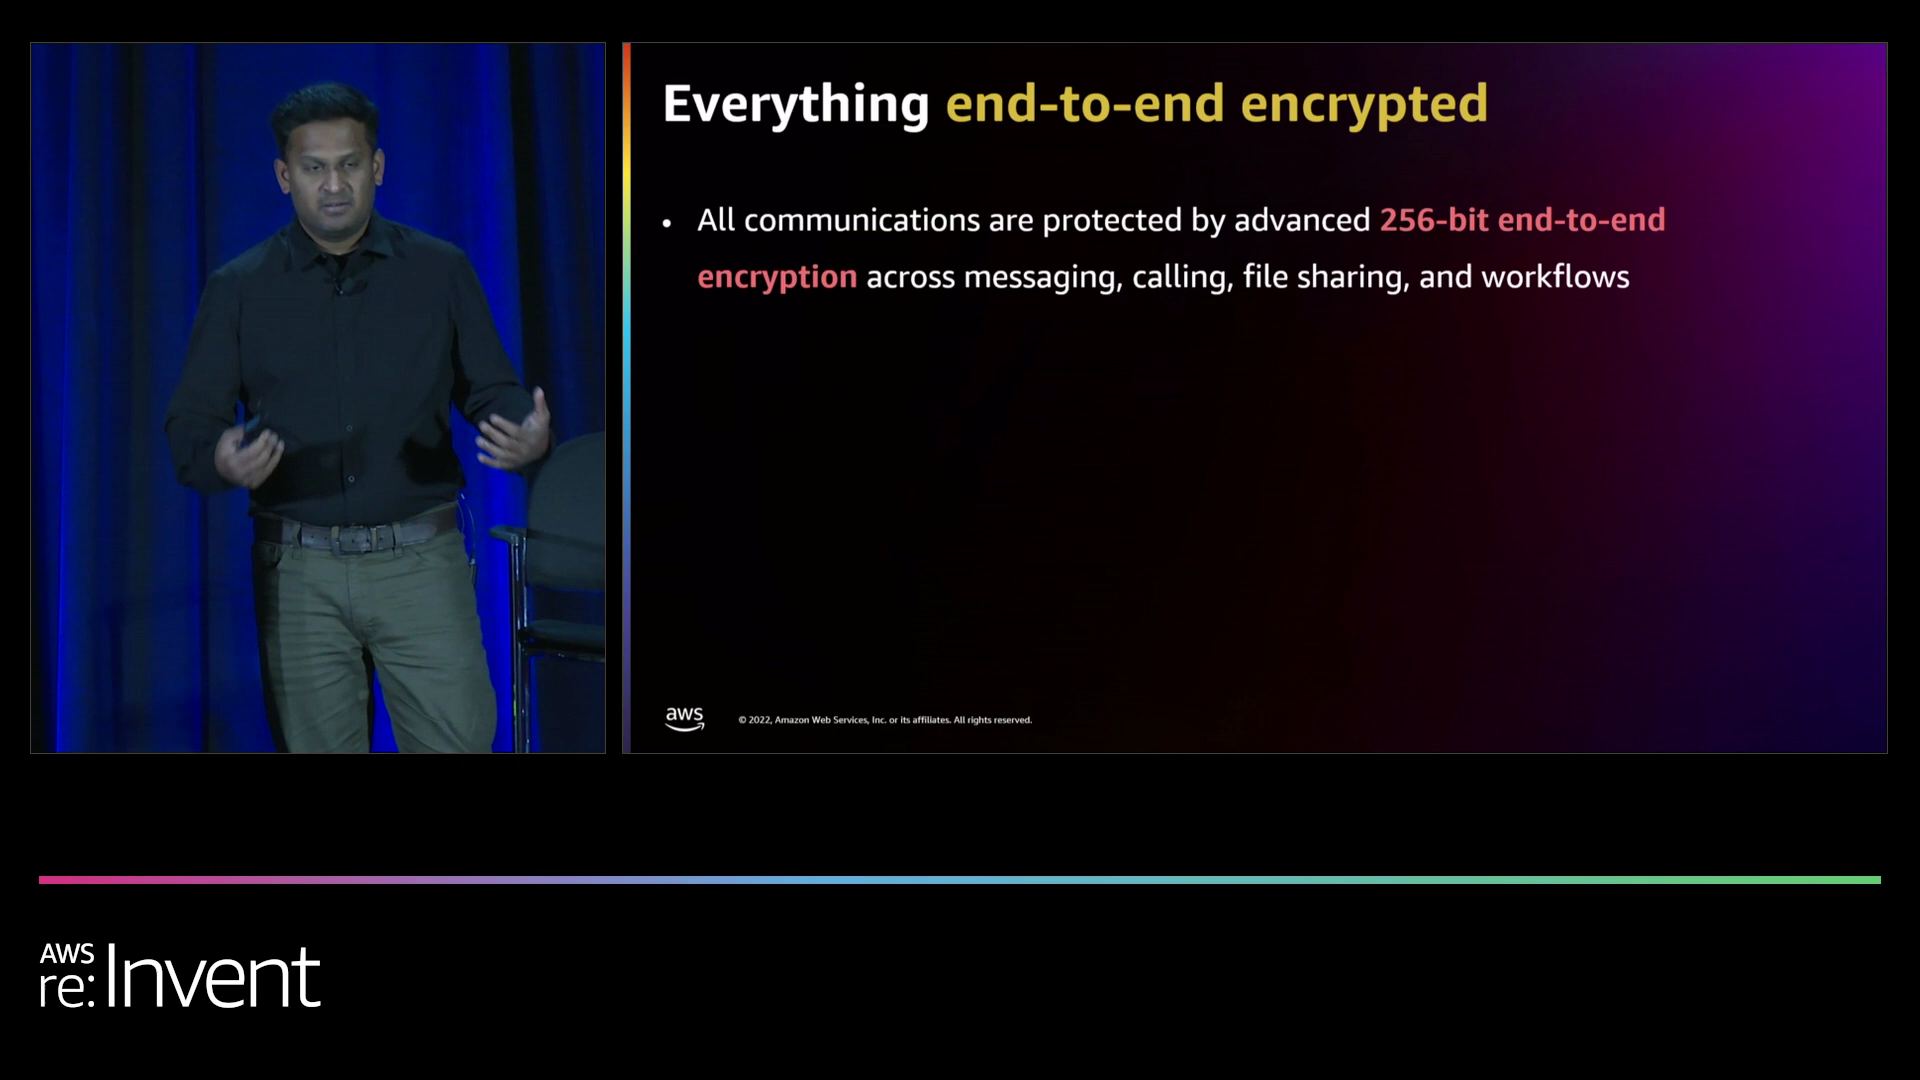 Everything end-to-end encrypted
• All communications are protected by advanced 256-bit end-to-end
encryption across messaging, calling, file sharing, and workflows
aws
© 2022, Amazon Web Services, Inc. or its affiliates. All rights reserved.
AWS
re:Invent